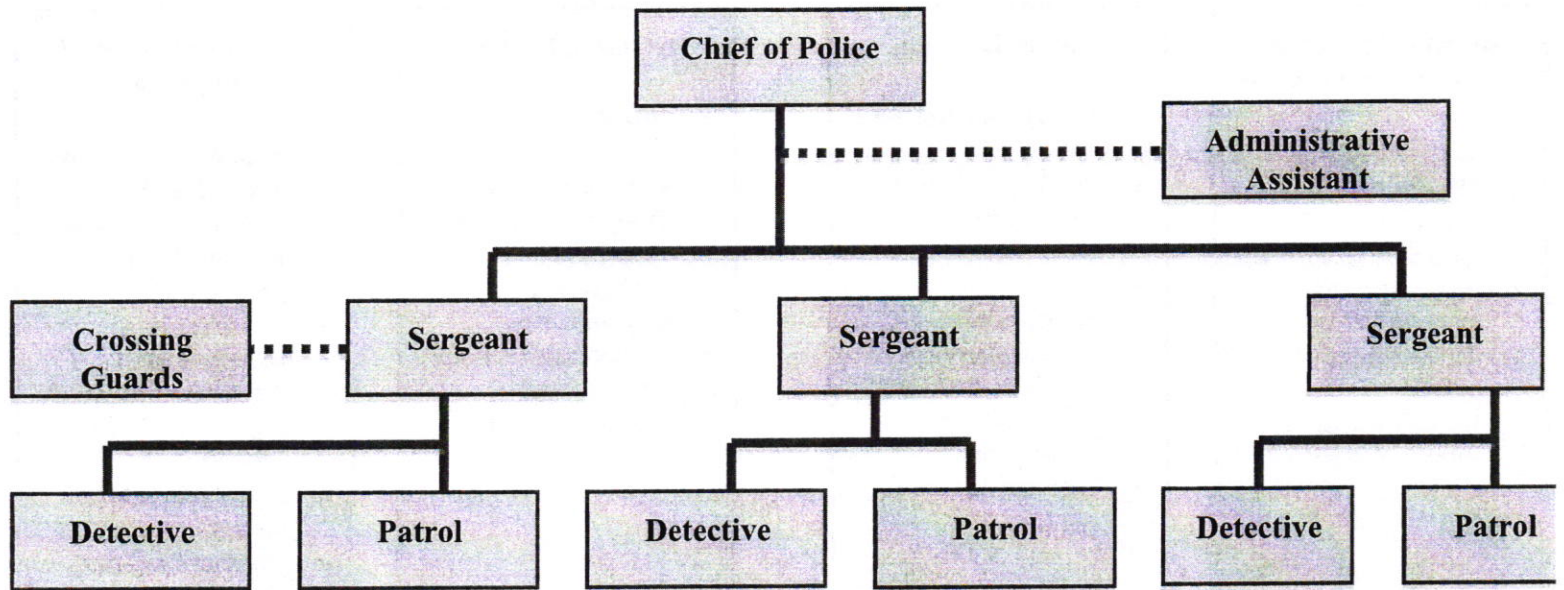 Chief of Police
Administrative
Assistant
Crossing
Guards
Sergeant
Sergeant
Sergeant
Detective
Patrol
Detective
Patrol
Detective
Patrol